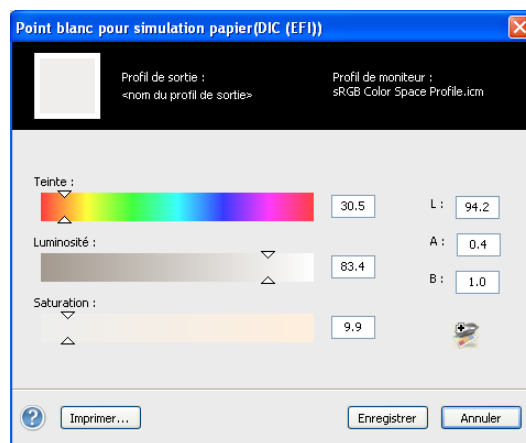 Point blanc pour simulation papier(DIC (EFI))
Profil de sortie :
<nom du profil de sortie>
Profil de moniteur :
sRGB Color Space Profile.icm
Teinte :
30.5
L : 94.2
Luminosité :
83.4
A : 0.4
B : 1.0
Saturation :
9.9
?
Imprimer...
Enregistrer
Annuler